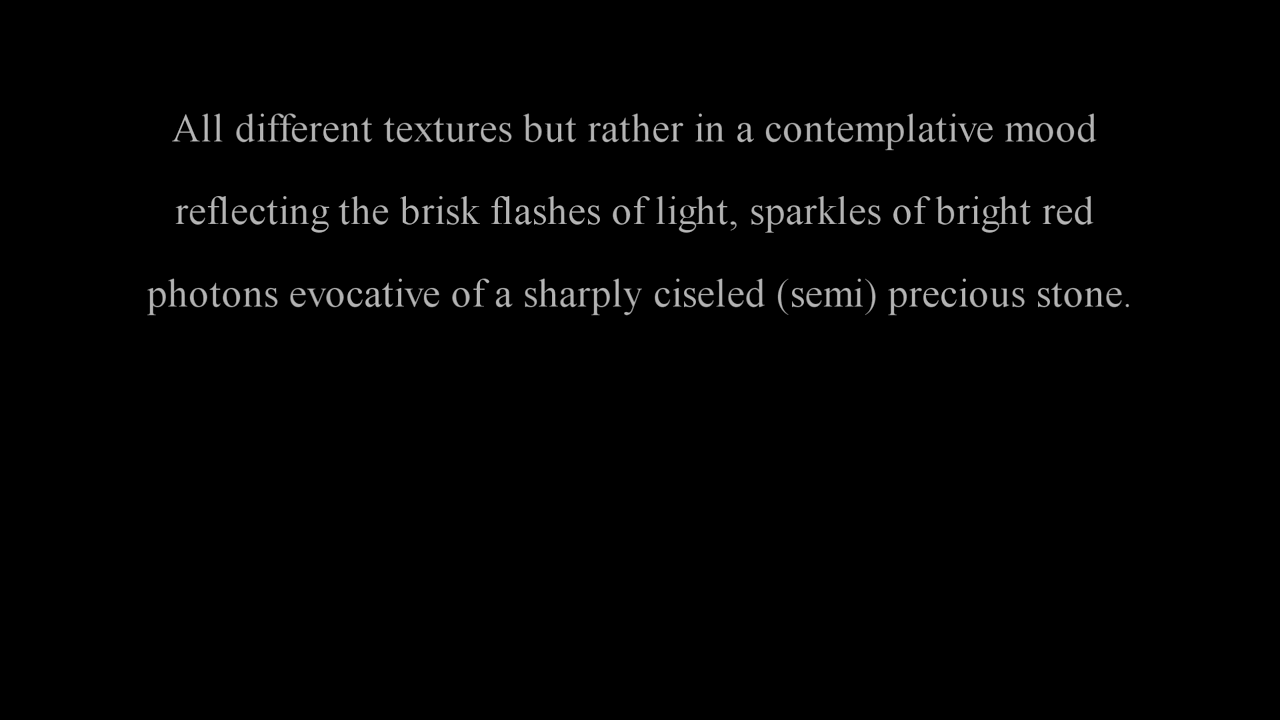 All different textures but rather in a contemplative mood
reflecting the brisk flashes of light, sparkles of bright red
photons evocative of a sharply ciseled (semi) precious stone.